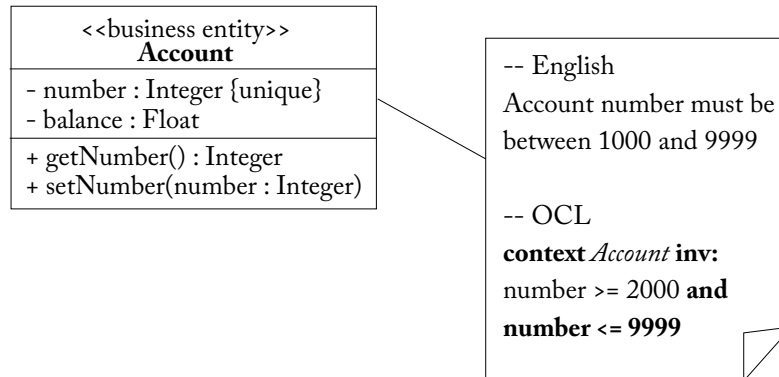 <<business entity>>
Account
- number : Integer {unique}
- balance : Float
+ getNumber() : Integer
+ setNumber(number : Integer)
-- English
Account number must be
between 1000 and 9999
-- OCL
context Account inv:
number >= 2000 and
number <= 9999